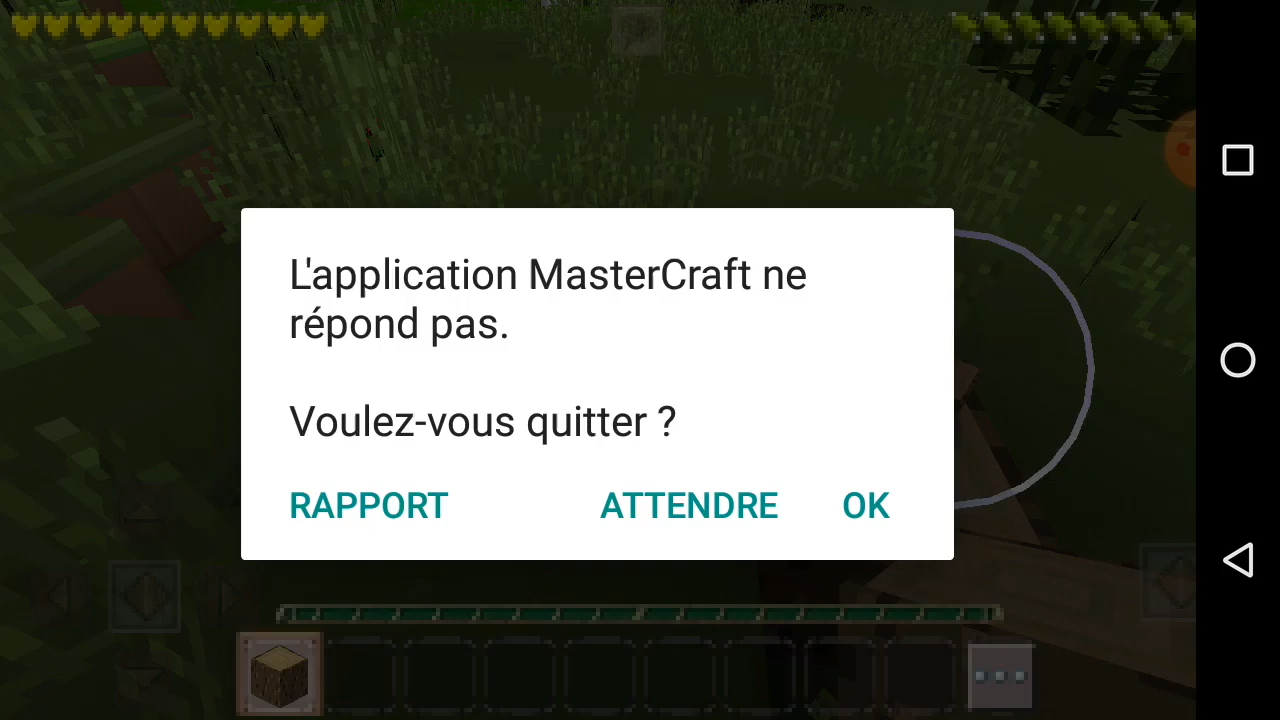 L'application MasterCraft ne
répond pas.
Voulez-vous quitter ?
RAPPORT ATTENDRE OK